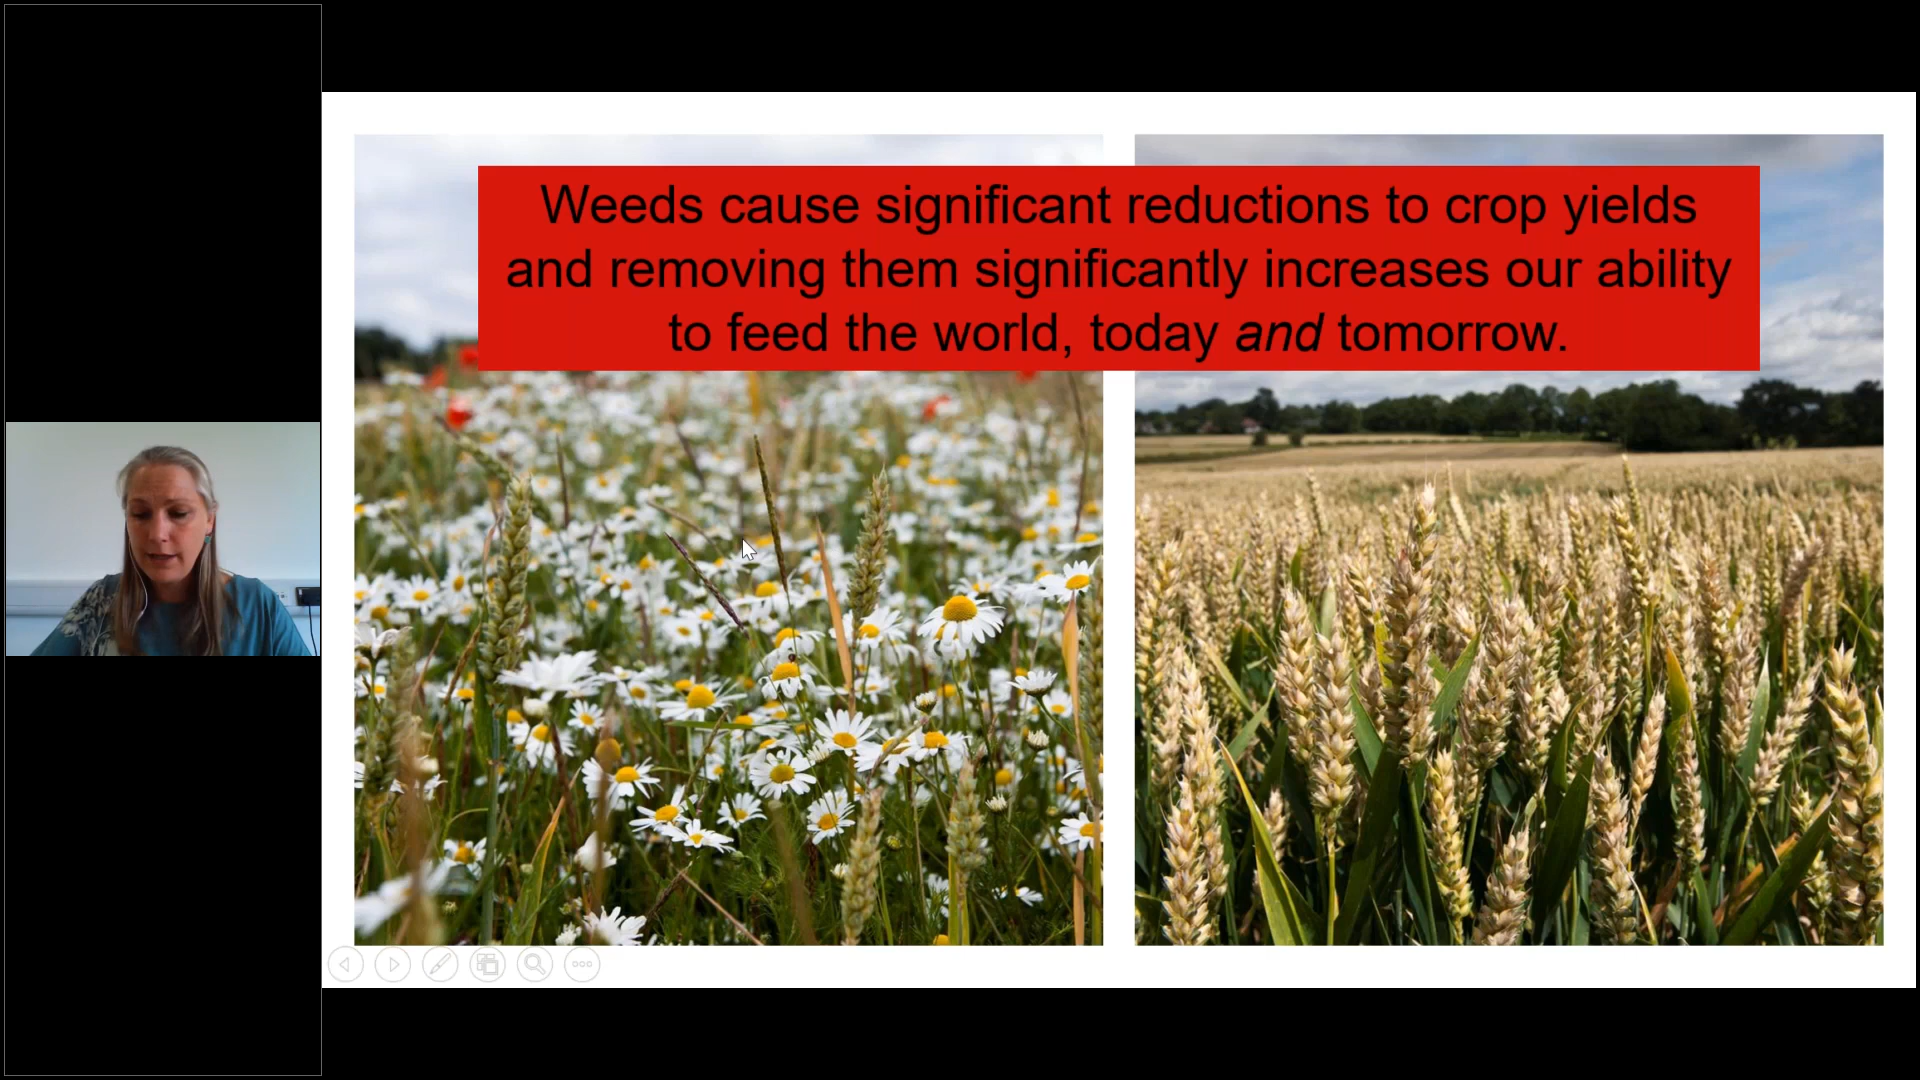 Weeds cause significant reductions to crop yields
and removing them significantly increases our ability
to feed the world, today and tomorrow.